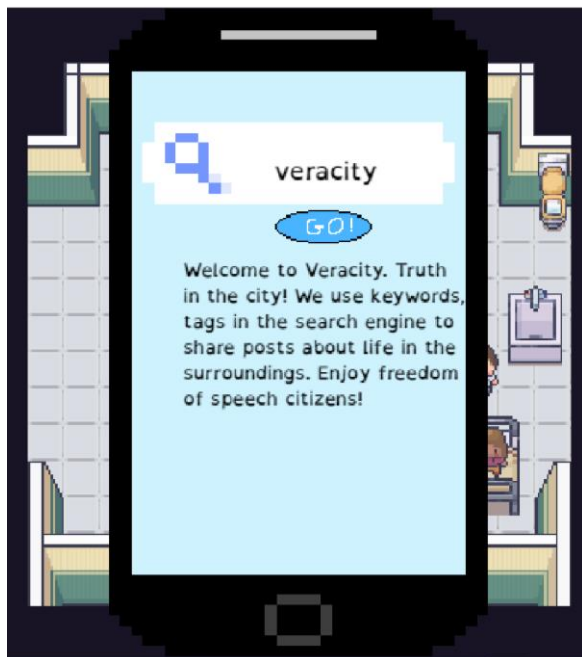 veracity
GO!
Welcome to Veracity. Truth
in the city! We use keywords,
tags in the search engine to
share posts about life in the
surroundings. Enjoy freedom
of speech citizens!